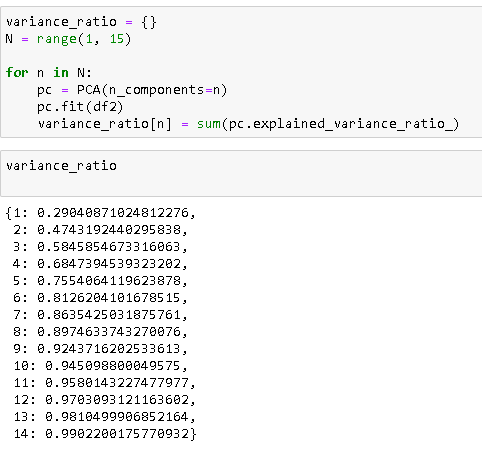 variance_ratio = {}
N = range(1, 15)
for n in N:
pc = PCA(n_components=n)
pc.fit(df2)
variance_ratio[n] = sum(pc.explained_variance_ratio_)
variance_ratio
{1: 0.29040871024812276,
2: 0.4743192440295838,
3: 0.5845854673316063,
4: 0.6847394539323202,
5: 0.7554064119623878,
6: 0.8126204101678515,
7: 0.8635425031875761,
8: 0.8974633743270076,
9: 0.9243716202533613,
10: 0.945098800049575,
11: 0.9580143227477977,
12: 0.9703093121163602,
13: 0.9810499906852164,
14: 0.9902200175770932}